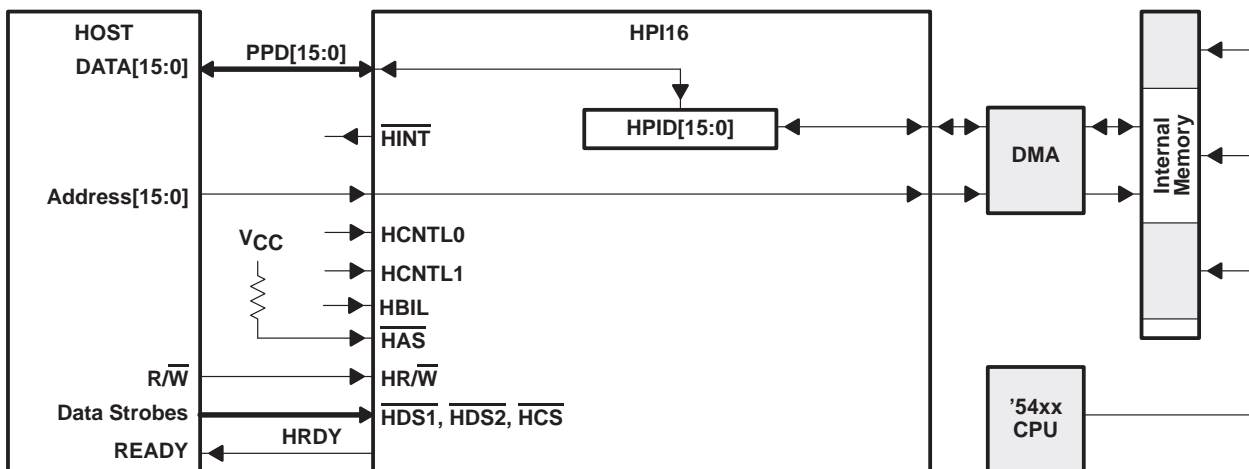 HOST
HPI16
DATA[15:0]
PPD[15:0]
HPID[15:0]
HINT
DMA
Internal
Memory
Address[15:0]
VCC
HCNTL0
HCNTL1
HBIL
HAS
R/W
HR/W
Data Strobes
HDS1, HDS2, HCS
READY
HRDY
’54xx
CPU